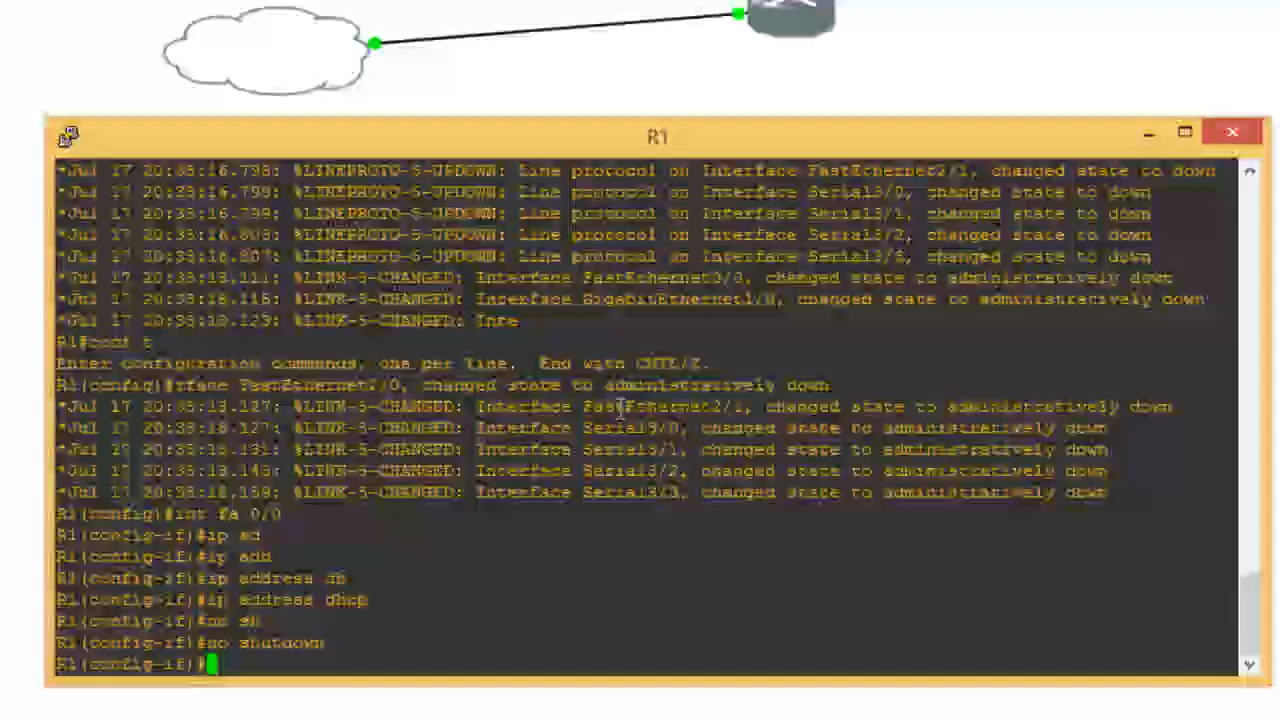 R1
*Jul 17 20:33:16.795: %LINEPROTO-5-UPDOWN: Line protocol on Interface FastEthernet2/1, changed state to down
*Jul 17 20:33:16.799: %LINEPROTO-5-UPDOWN: Line protocol on Interface Serial3/0, changed state to down
*Jul 17 20:33:16.799: %LINEPROTO-5-UPDOWN: Line protocol on Interface Serial3/1, changed state to down
*Jul 17 20:33:16.803: %LINEPROTO-5-UPDOWN: Line protocol on Interface Serial3/2, changed state to down
*Jul 17 20:33:16.807: %LINEPROTO-5-UPDOWN: Line protocol on Interface Serial3/3, changed state to down
*Jul 17 20:33:18.111: %LINK-5-CHANGED: Interface FastEthernet0/0, changed state to administratively down
*Jul 17 20:33:18.115: %LINK-5-CHANGED: Interface GigabitEthernet1/0, changed state to administratively down
*Jul 17 20:33:18.123: %LINK-5-CHANGED: Inte
R1#conf t
Enter configuration commands, one per line. End with CNTL/Z.
R1(config)#rface FastEthernet2/0, changed state to administratively down
*Jul 17 20:33:18.127: %LINK-5-CHANGED: Interface FastEthernet2/1, changed state to administratively down
*Jul 17 20:33:18.127: %LINK-5-CHANGED: Interface Serial3/0, changed state to administratively down
*Jul 17 20:33:18.131: %LINK-5-CHANGED: Interface Serial3/1, changed state to administratively down
*Jul 17 20:33:18.143: %LINK-5-CHANGED: Interface Serial3/2, changed state to administratively down
*Jul 17 20:33:18.159: %LINK-5-CHANGED: Interface Serial3/3, changed state to administratively down
R1(config)#int fa 0/0
R1(config-if)#ip ad
R1(config-if)#ip add
R1(config-if)#ip address dh
R1(config-if)#ip address dhcp
R1(config-if)#no sh
R1(config-if)#no shutdown
R1(config-if)#